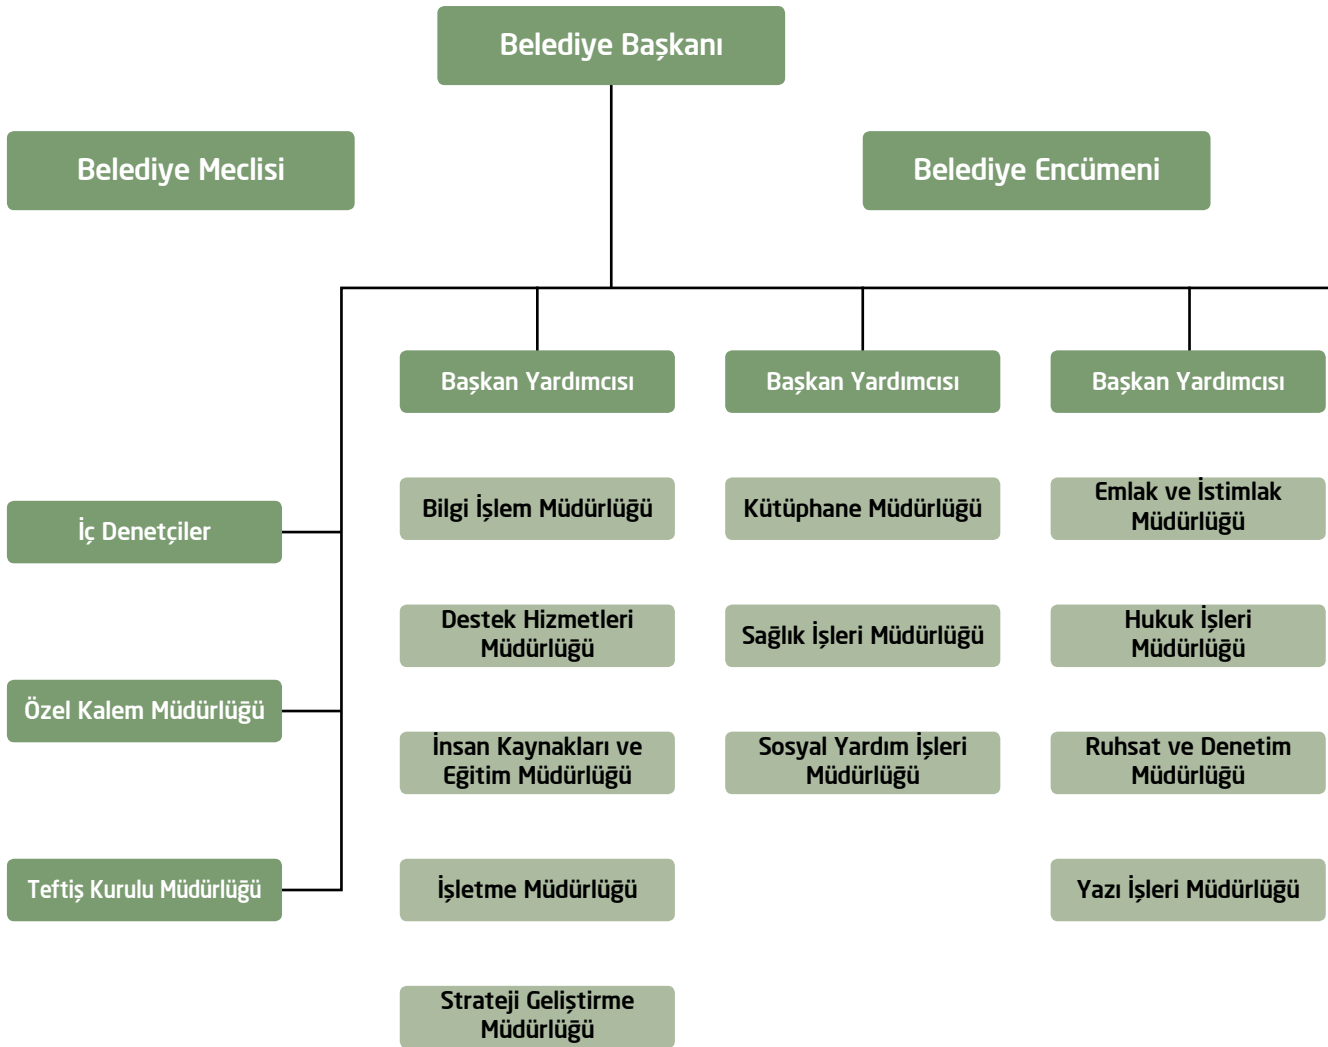 Belediye Başkanı
Belediye Meclisi
Belediye Encümeni
Başkan Yardımcısı
Başkan Yardımcısı
Başkan Yardımcısı
Bilgi İşlem Müdürlüğü
Kütüphane Müdürlüğü
Emlak ve İstimlak
Müdürlüğü
İç Denetçiler
Destek Hizmetleri
Müdürlüğü
Sağlık İşleri Müdürlüğü
Hukuk İşleri
Müdürlüğü
Özel Kalem Müdürlüğü
İnsan Kaynakları ve
Eğitim Müdürlüğü
Sosyal Yardım İşleri
Müdürlüğü
Ruhsat ve Denetim
Müdürlüğü
Teftiş Kurulu Müdürlüğü
İşletme Müdürlüğü
Yazı İşleri Müdürlüğü
Strateji Geliştirme
Müdürlüğü